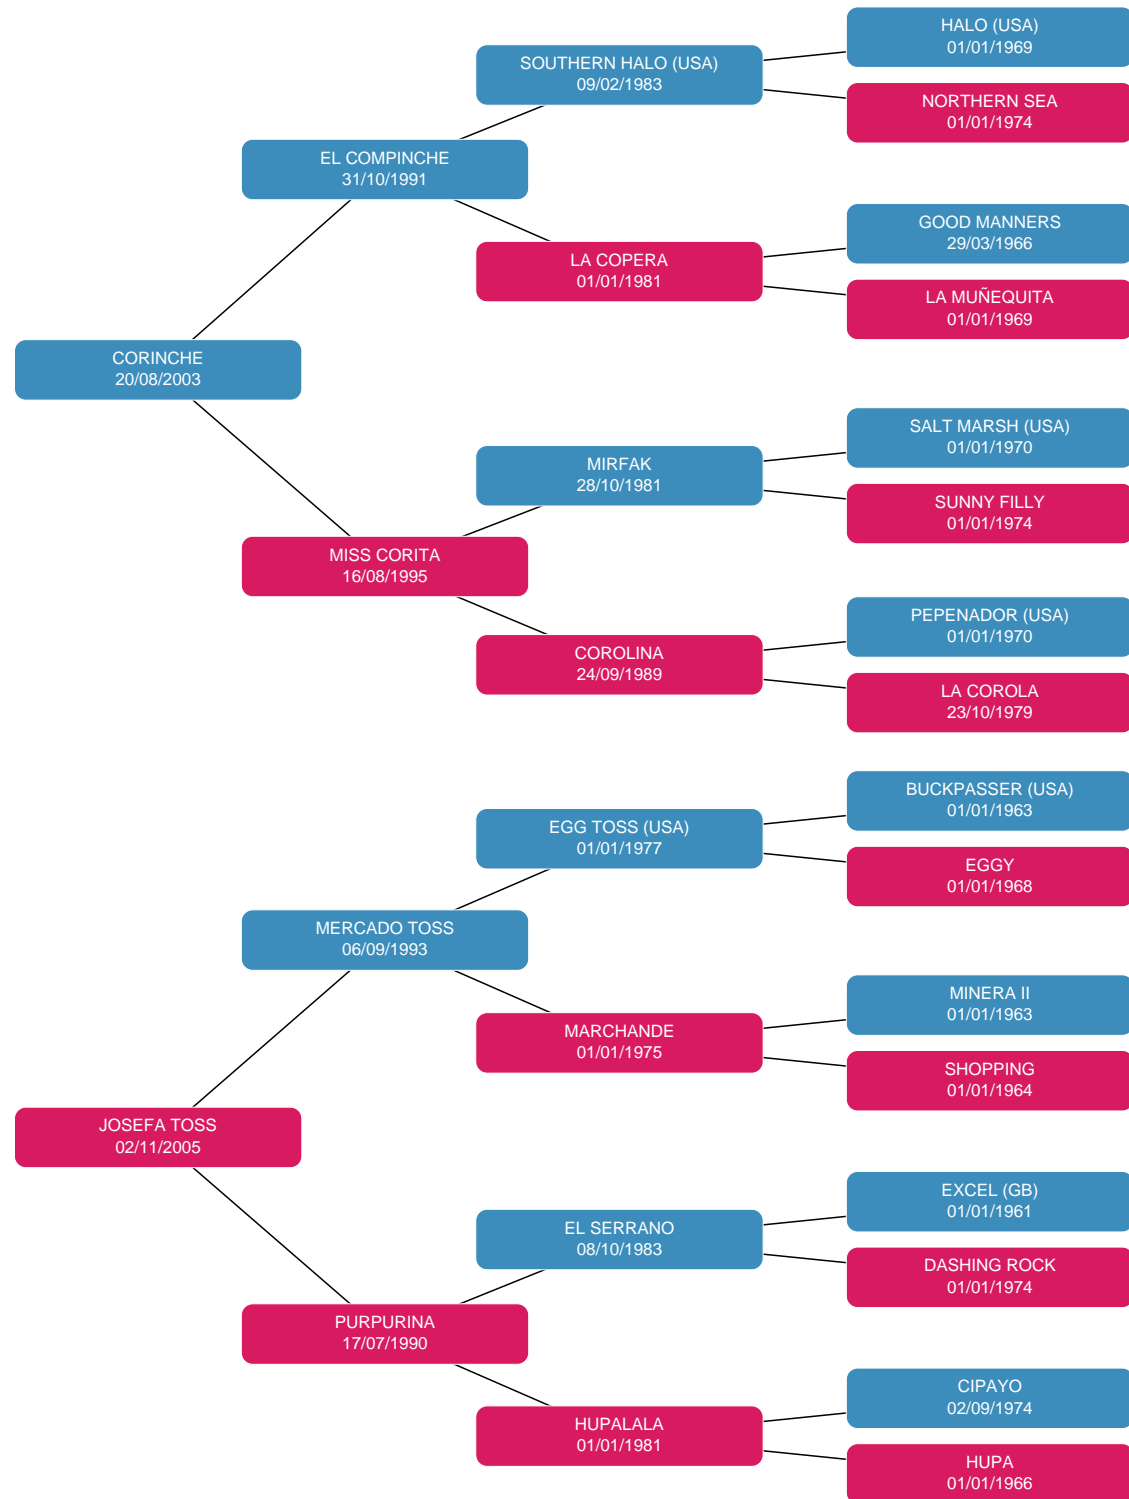 HALO (USA)
01/01/1969
SOUTHERN HALO (USA)
09/02/1983
NORTHERN SEA
01/01/1974
EL COMPINCHE
31/10/1991
GOOD MANNERS
29/03/1966
LA COPERA
01/01/1981
LA MUÑEQUITA
01/01/1969
CORINCHE
20/08/2003
SALT MARSH (USA)
01/01/1970
MIRFAK
28/10/1981
SUNNY FILLY
01/01/1974
MISS CORITA
16/08/1995
PEPENADOR (USA)
01/01/1970
COROLINA
24/09/1989
LA COROLA
23/10/1979
BUCKPASSER (USA)
01/01/1963
EGG TOSS (USA)
01/01/1977
EGGY
01/01/1968
MERCADO TOSS
06/09/1993
MINERA II
01/01/1963
MARCHANDE
01/01/1975
SHOPPING
01/01/1964
JOSEFA TOSS
02/11/2005
EXCEL (GB)
01/01/1961
EL SERRANO
08/10/1983
DASHING ROCK
01/01/1974
PURPURINA
17/07/1990
CIPAYO
02/09/1974
HUPALALA
01/01/1981
HUPA
01/01/1966